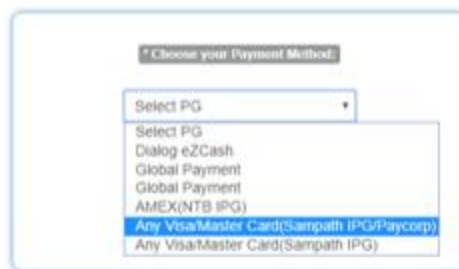 * Choose your Payment Method:
Select PG
Select PG
Dialog eZCash
Global Payment
Global Payment
AMEX(NTB IPG)
Any Visa/Master Card(Sampath IPG/Paycorp)
Any Visa/Master Card(Sampath IPG)